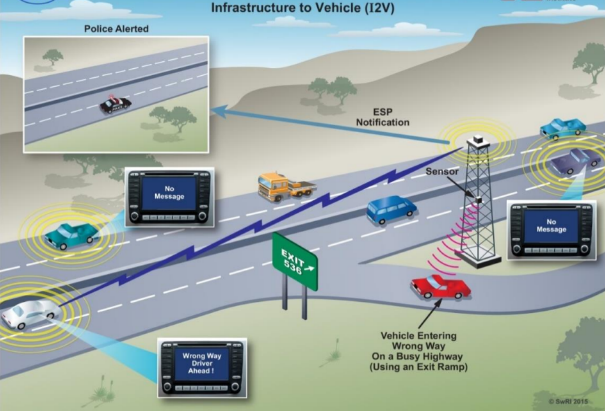 Infrastructure to Vehicle (I2V)
Police Alerted
ESP
Notification
Sensor
No
Message
No
Message
EXIT
536
Wrong Way
Driver
Ahead !
Vehicle Entering
Wrong Way
On a Busy Highway
(Using an Exit Ramp)
© SwRI 2015